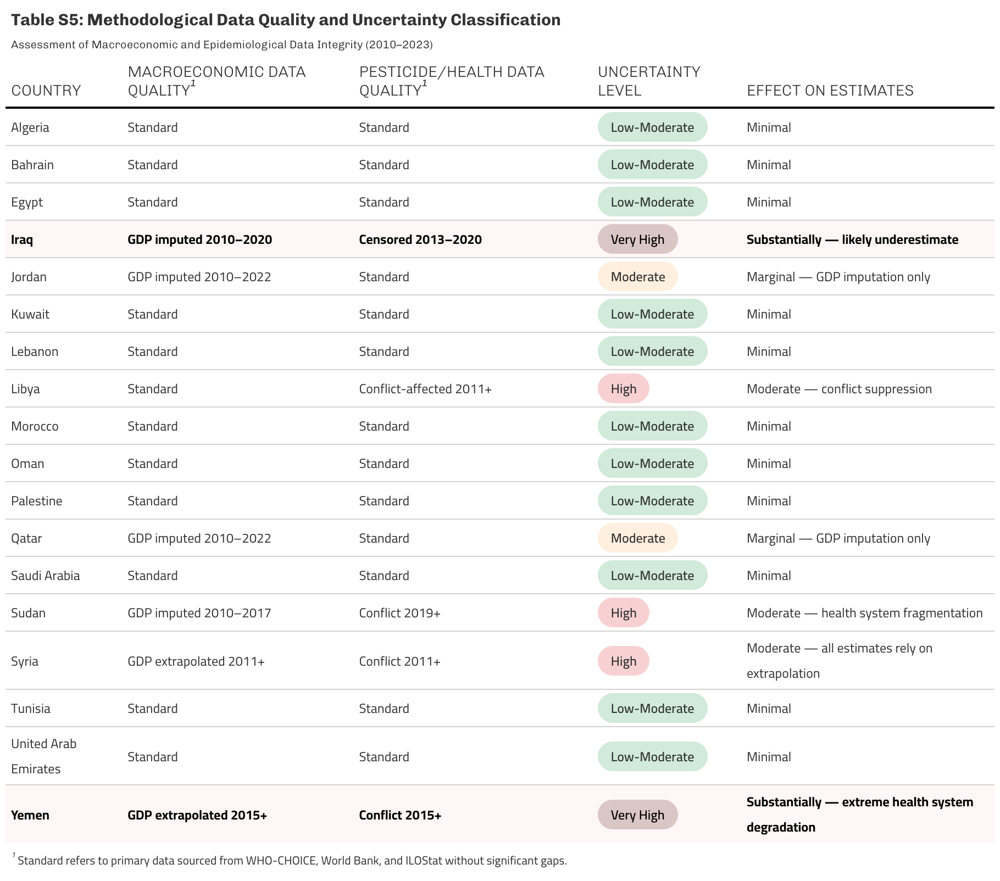 Table S5: Methodological Data Quality and Uncertainty Classification
Assessment of Macroeconomic and Epidemiological Data Integrity (2010–2023)
COUNTRY MACROECONOMIC DATA QUALITY¹ PESTICIDE/HEALTH DATA QUALITY¹ UNCERTAINTY LEVEL EFFECT ON ESTIMATES
Algeria Standard Standard Low-Moderate Minimal
Bahrain Standard Standard Low-Moderate Minimal
Egypt Standard Standard Low-Moderate Minimal
Iraq GDP imputed 2010–2020 Censored 2013–2020 Very High Substantially — likely underestimate
Jordan GDP imputed 2010–2022 Standard Moderate Marginal — GDP imputation only
Kuwait Standard Standard Low-Moderate Minimal
Lebanon Standard Standard Low-Moderate Minimal
Libya Standard Conflict-affected 2011+ High Moderate — conflict suppression
Morocco Standard Standard Low-Moderate Minimal
Oman Standard Standard Low-Moderate Minimal
Palestine Standard Standard Low-Moderate Minimal
Qatar GDP imputed 2010–2022 Standard Moderate Marginal — GDP imputation only
Saudi Arabia Standard Standard Low-Moderate Minimal
Sudan GDP imputed 2010–2017 Conflict 2019+ High Moderate — health system fragmentation
Syria GDP extrapolated 2011+ Conflict 2011+ High Moderate — all estimates rely on
extrapolation
Tunisia Standard Standard Low-Moderate Minimal
United Arab
Emirates Standard Standard Low-Moderate Minimal
Yemen GDP extrapolated 2015+ Conflict 2015+ Very High Substantially — extreme health system
degradation
¹ Standard refers to primary data sourced from WHO-CHOICE, World Bank, and ILOStat without significant gaps.